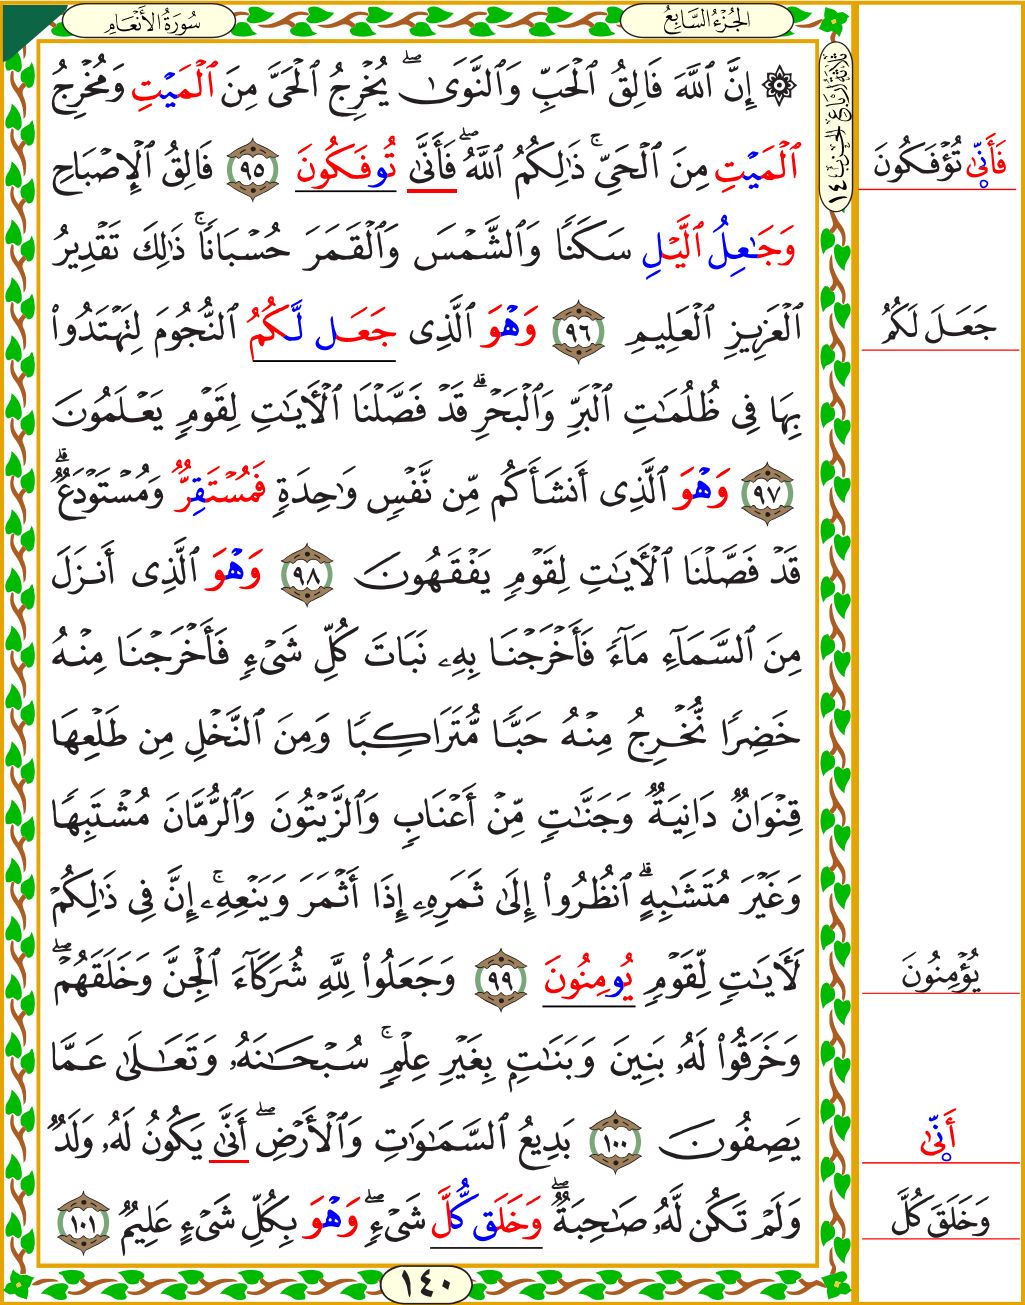 سُورَةُ الأَنْعَامِ
الجُزْءُ السَّابِعُ
۞ إِنَّ ٱللَّهَ فَالِقُ ٱلْحَبِّ وَٱلنَّوَىٰۖ يُخْرِجُ ٱلْحَيَّ مِنَ ٱلْمَيْتِ وَمُخْرِجُ
ٱلْمَيْتِ مِنَ ٱلْحَيِّۚ ذَٰلِكُمُ ٱللَّهُۖ فَأَنَّىٰ تُوفَكُونَ ٩٥ فَالِقُ ٱلْإِصْبَاحِ
وَجَٰعِلُ ٱلَّيْلِ سَكَنًا وَٱلشَّمْسَ وَٱلْقَمَرَ حُسْبَانًاۚ ذَٰلِكَ تَقْدِيرُ
ٱلْعَزِيزِ ٱلْعَلِيمِ ٩٦ وَهْوَ ٱلَّذِى جَعَل لَّكُمُ ٱلنُّجُومَ لِتَهْتَدُوا۟
بِهَا فِى ظُلُمَٰتِ ٱلْبَرِّ وَٱلْبَحْرِۗ قَدْ فَصَّلْنَا ٱلْأَيَٰتِ لِقَوْمٍ يَعْلَمُونَ
٩٧ وَهْوَ ٱلَّذِى أَنشَأَكُم مِّن نَّفْسٍ وَٰحِدَةٍ فَمُسْتَقِرٌّ وَمُسْتَوْدَعٌۗ
قَدْ فَصَّلْنَا ٱلْأَيَٰتِ لِقَوْمٍ يَفْقَهُونَ ٩٨ وَهْوَ ٱلَّذِى أَنزَلَ
مِنَ ٱلسَّمَآءِ مَآءً فَأَخْرَجْنَا بِهِۦ نَبَاتَ كُلِّ شَىْءٍ فَأَخْرَجْنَا مِنْهُ
خَضِرًا نُّخْرِجُ مِنْهُ حَبًّا مُّتَرَاكِبًا وَمِنَ ٱلنَّخْلِ مِن طَلْعِهَا
قِنْوَانٌ دَانِيَةٌ وَجَنَّٰتٍ مِّنْ أَعْنَابٍ وَٱلزَّيْتُونَ وَٱلرُّمَّانَ مُشْتَبِهًا
وَغَيْرَ مُتَشَٰبِهٍۗ ٱنظُرُوا۟ إِلَىٰ ثَمَرِهِۦ إِذَا أَثْمَرَ وَيَنْعِهِۦۚ إِنَّ فِى ذَٰلِكُمْ
لَأَيَٰتٍ لِّقَوْمٍ يُومِنُونَ ٩٩ وَجَعَلُوا۟ لِلَّهِ شُرَكَآءَ ٱلْجِنَّ وَخَلَقَهُمْۖ
وَخَرَقُوا۟ لَهُۥ بَنِينَ وَبَنَٰتٍ بِغَيْرِ عِلْمٍۚ سُبْحَٰنَهُۥ وَتَعَٰلَىٰ عَمَّا
يَصِفُونَ ١٠٠ بَدِيعُ ٱلسَّمَٰوَٰتِ وَٱلْأَرْضِۖ أَنَّىٰ يَكُونُ لَهُۥ وَلَدٌ
وَلَمْ تَكُن لَّهُۥ صَٰحِبَةٌۖ وَخَلَق كُّلَّ شَىْءٍۖ وَهْوَ بِكُلِّ شَىْءٍ عَلِيمٌ ١٠١
١٤٠
فَأَنَّىٰ تُؤْفَكُونَ
جَعَلَ لَكُمُ
يُؤْمِنُونَ
أَنَّىٰ
وَخَلَقَ كُلَّ